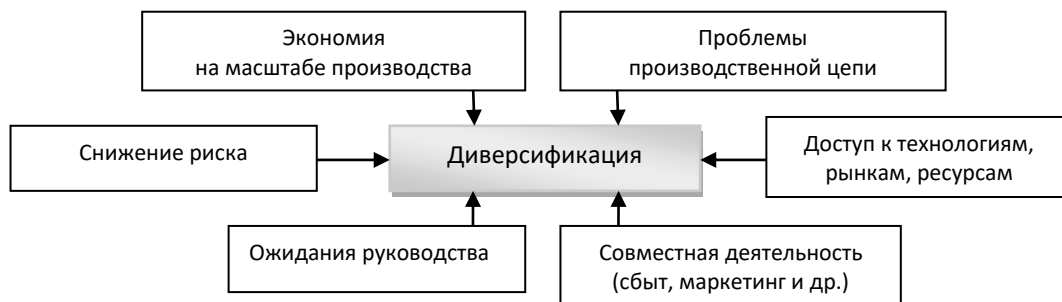 Экономия
на масштабе производства
Проблемы
производственной цепи
Снижение риска
Диверсификация
Доступ к технологиям,
рынкам, ресурсам
Ожидания руководства
Совместная деятельность
(сбыт, маркетинг и др.)